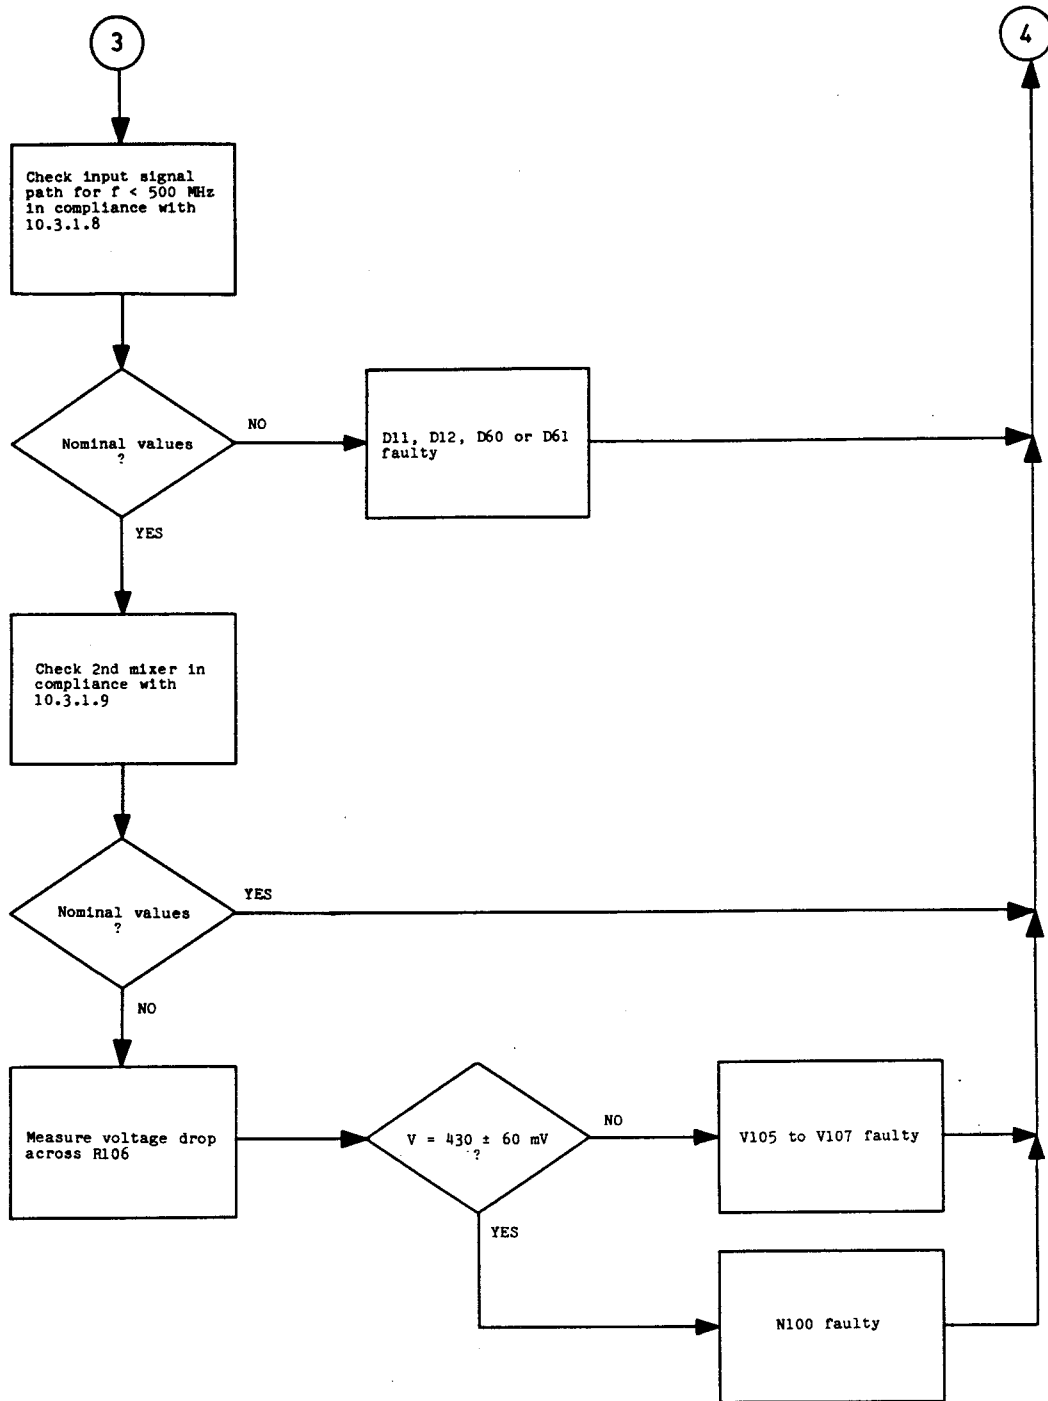 3
4
Check input signal
path for f < 500 MHz
in compliance with
10.3.1.8
Nominal values
?
NO
D11, D12, D60 or D61
faulty
YES
Check 2nd mixer in
compliance with
10.3.1.9
Nominal values
?
YES
NO
Measure voltage drop
across R106
V = 430 ± 60 mV
?
NO
V105 to V107 faulty
YES
N100 faulty